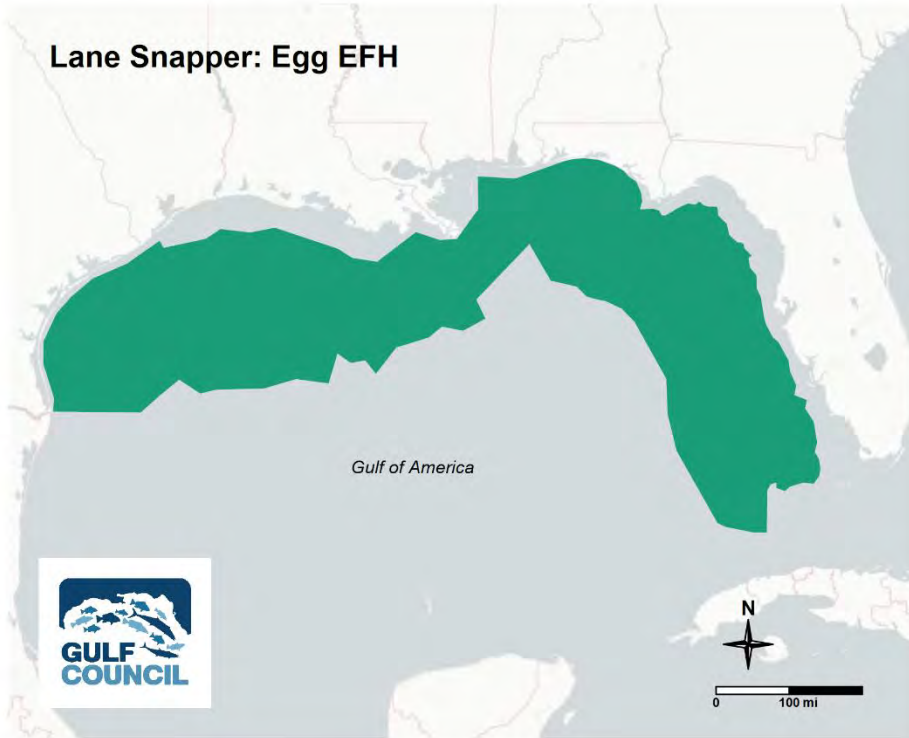 Lane Snapper: Egg EFH
Gulf of America
GULF
COUNCIL
N
0 100 mi